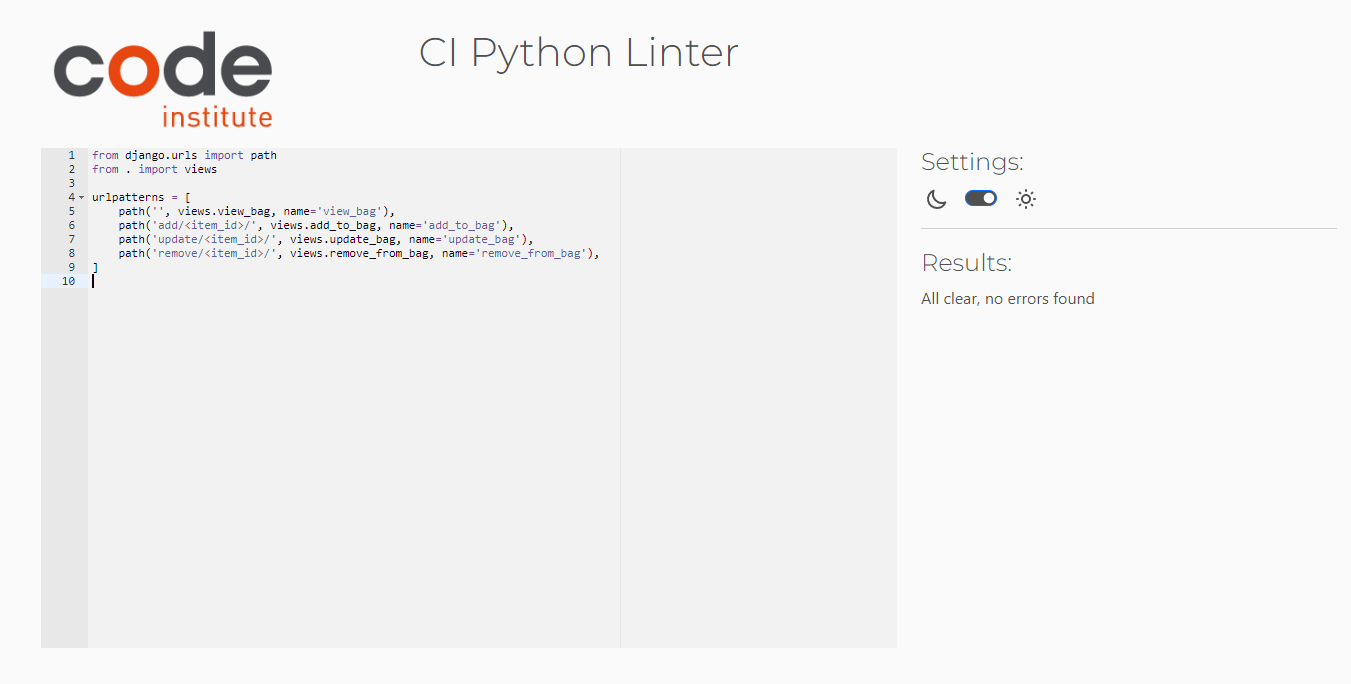 code
institute
CI Python Linter
1 from django.urls import path
2 from . import views
3
4 urlpatterns = [
5     path('', views.view_bag, name='view_bag'),
6     path('add/<item_id>/', views.add_to_bag, name='add_to_bag'),
7     path('update/<item_id>/', views.update_bag, name='update_bag'),
8     path('remove/<item_id>/', views.remove_from_bag, name='remove_from_bag'),
9 ]
10
Settings:
Results:
All clear, no errors found